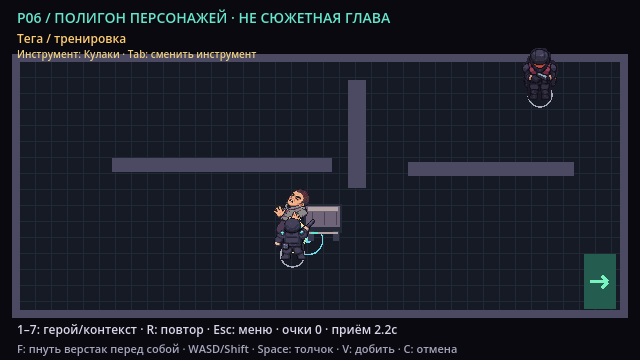 P06 / ПОЛИГОН ПЕРСОНАЖЕЙ · НЕ СЮЖЕТНАЯ ГЛАВА
Тега / тренировка
Инструмент: Кулаки · Tab: сменить инструмент
1–7: герой/контекст · R: повтор · Esc: меню · очки 0 · приём 2.2с
F: пнуть верстак перед собой · WASD/Shift · Space: толчок · V: добить · C: отмена